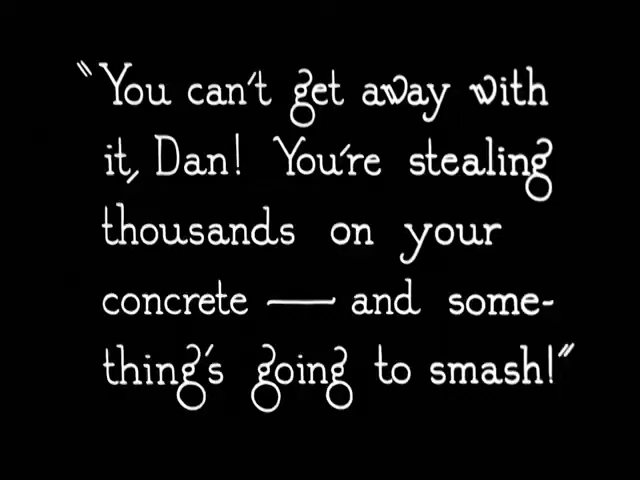 "You can't get away with
it, Dan! You're stealing
thousands on your
concrete — and some-
thing's going to smash!"